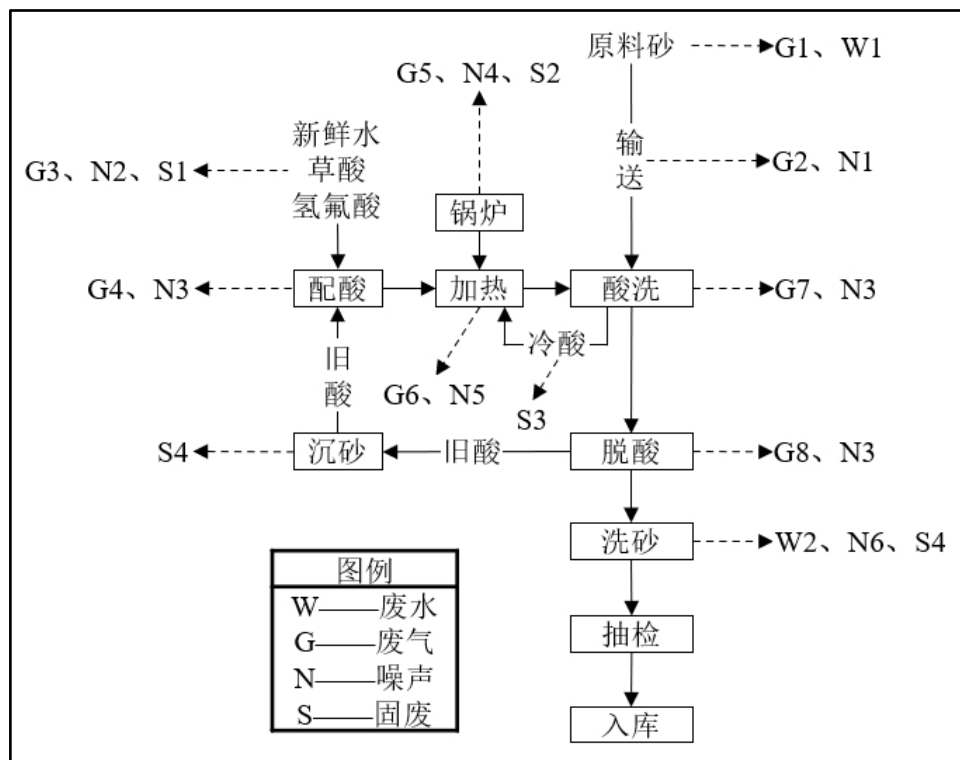 原料砂
G1、W1
G5、N4、S2
新鲜水
草酸
氢氟酸
G3、N2、S1
输送
G2、N1
锅炉
G4、N3
配酸
加热
酸洗
G7、N3
冷酸
旧酸
G6、N5
S3
S4
沉砂
旧酸
脱酸
G8、N3
洗砂
W2、N6、S4
图例
W——废水
G——废气
N——噪声
S——固废
抽检
入库